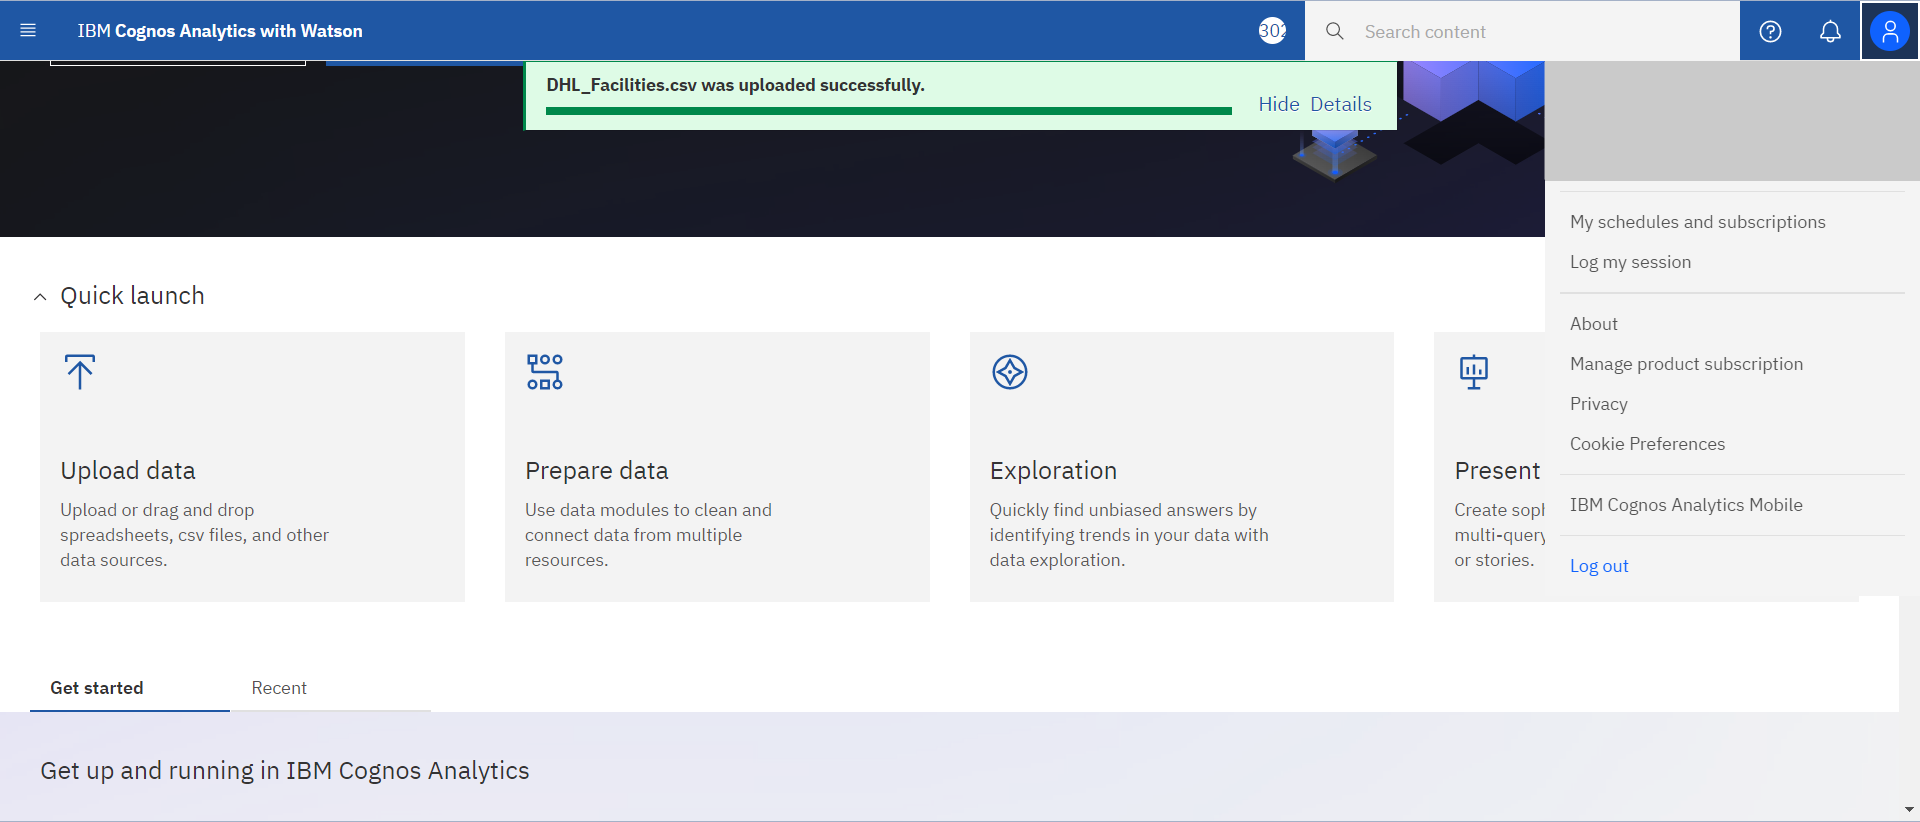 IBM Cognos Analytics with Watson
302
Search content
DHL_Facilities.csv was uploaded successfully.
Hide Details
My schedules and subscriptions
Log my session
About
Manage product subscription
Privacy
Cookie Preferences
IBM Cognos Analytics Mobile
Log out
Quick launch
Upload data
Upload or drag and drop
spreadsheets, csv files, and other
data sources.
Prepare data
Use data modules to clean and
connect data from multiple
resources.
Exploration
Quickly find unbiased answers by
identifying trends in your data with
data exploration.
Present
Create
multi-query
or stories.
Get started
Recent
Get up and running in IBM Cognos Analytics